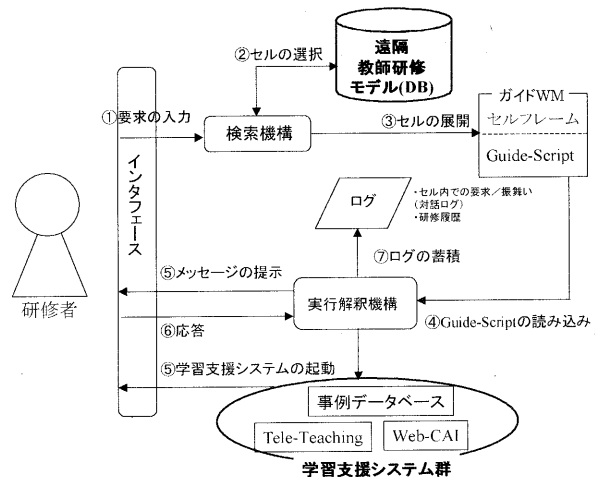 ②セルの選択
遠隔
教師研修
モデル(DB)
①要求の入力
検索機構
③セルの展開
ガイドWM
セルフレーム
Guide-Script
インタフェース
ログ
・セル内での要求／振舞い
(対話ログ)
・研修履歴
⑦ログの蓄積
研修者
⑤メッセージの提示
実行解釈機構
④Guide-Scriptの読み込み
⑥応答
⑤学習支援システムの起動
事例データベース
Tele-Teaching
Web-CAI
学習支援システム群